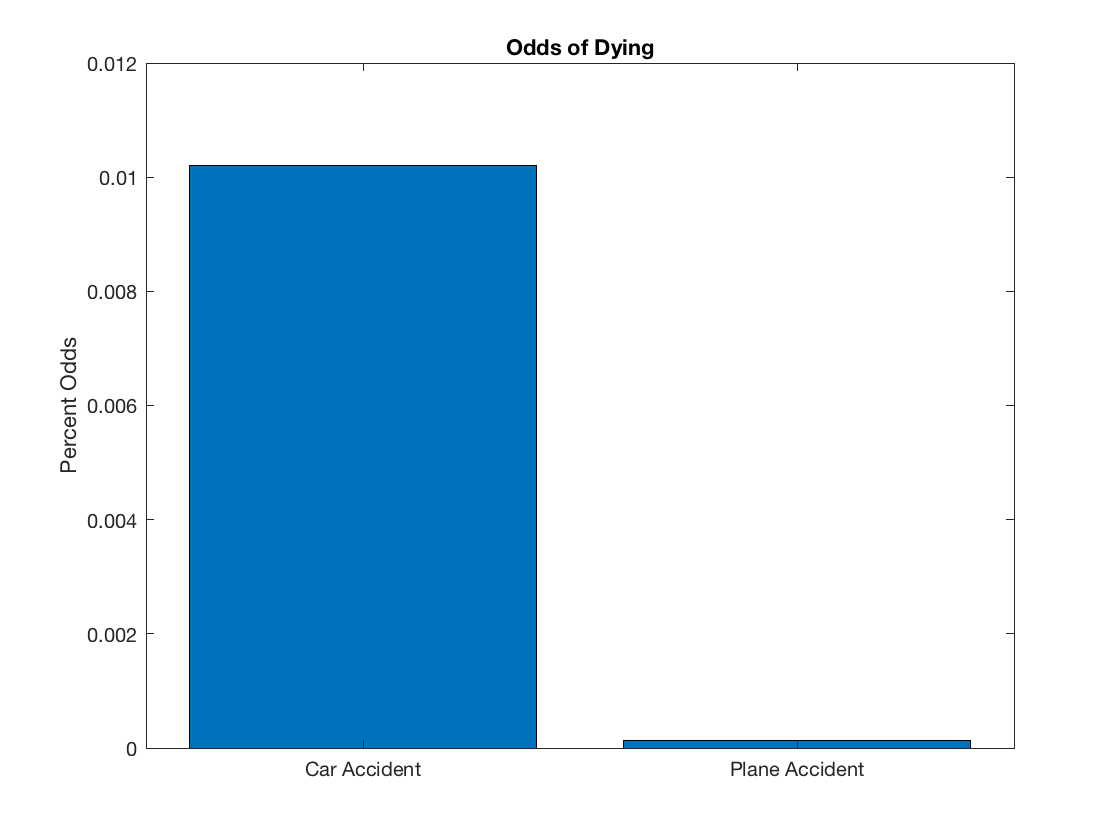 Odds of Dying
0.012
0.01
0.008
0.006
0.004
0.002
0
Percent Odds
Car Accident
Plane Accident